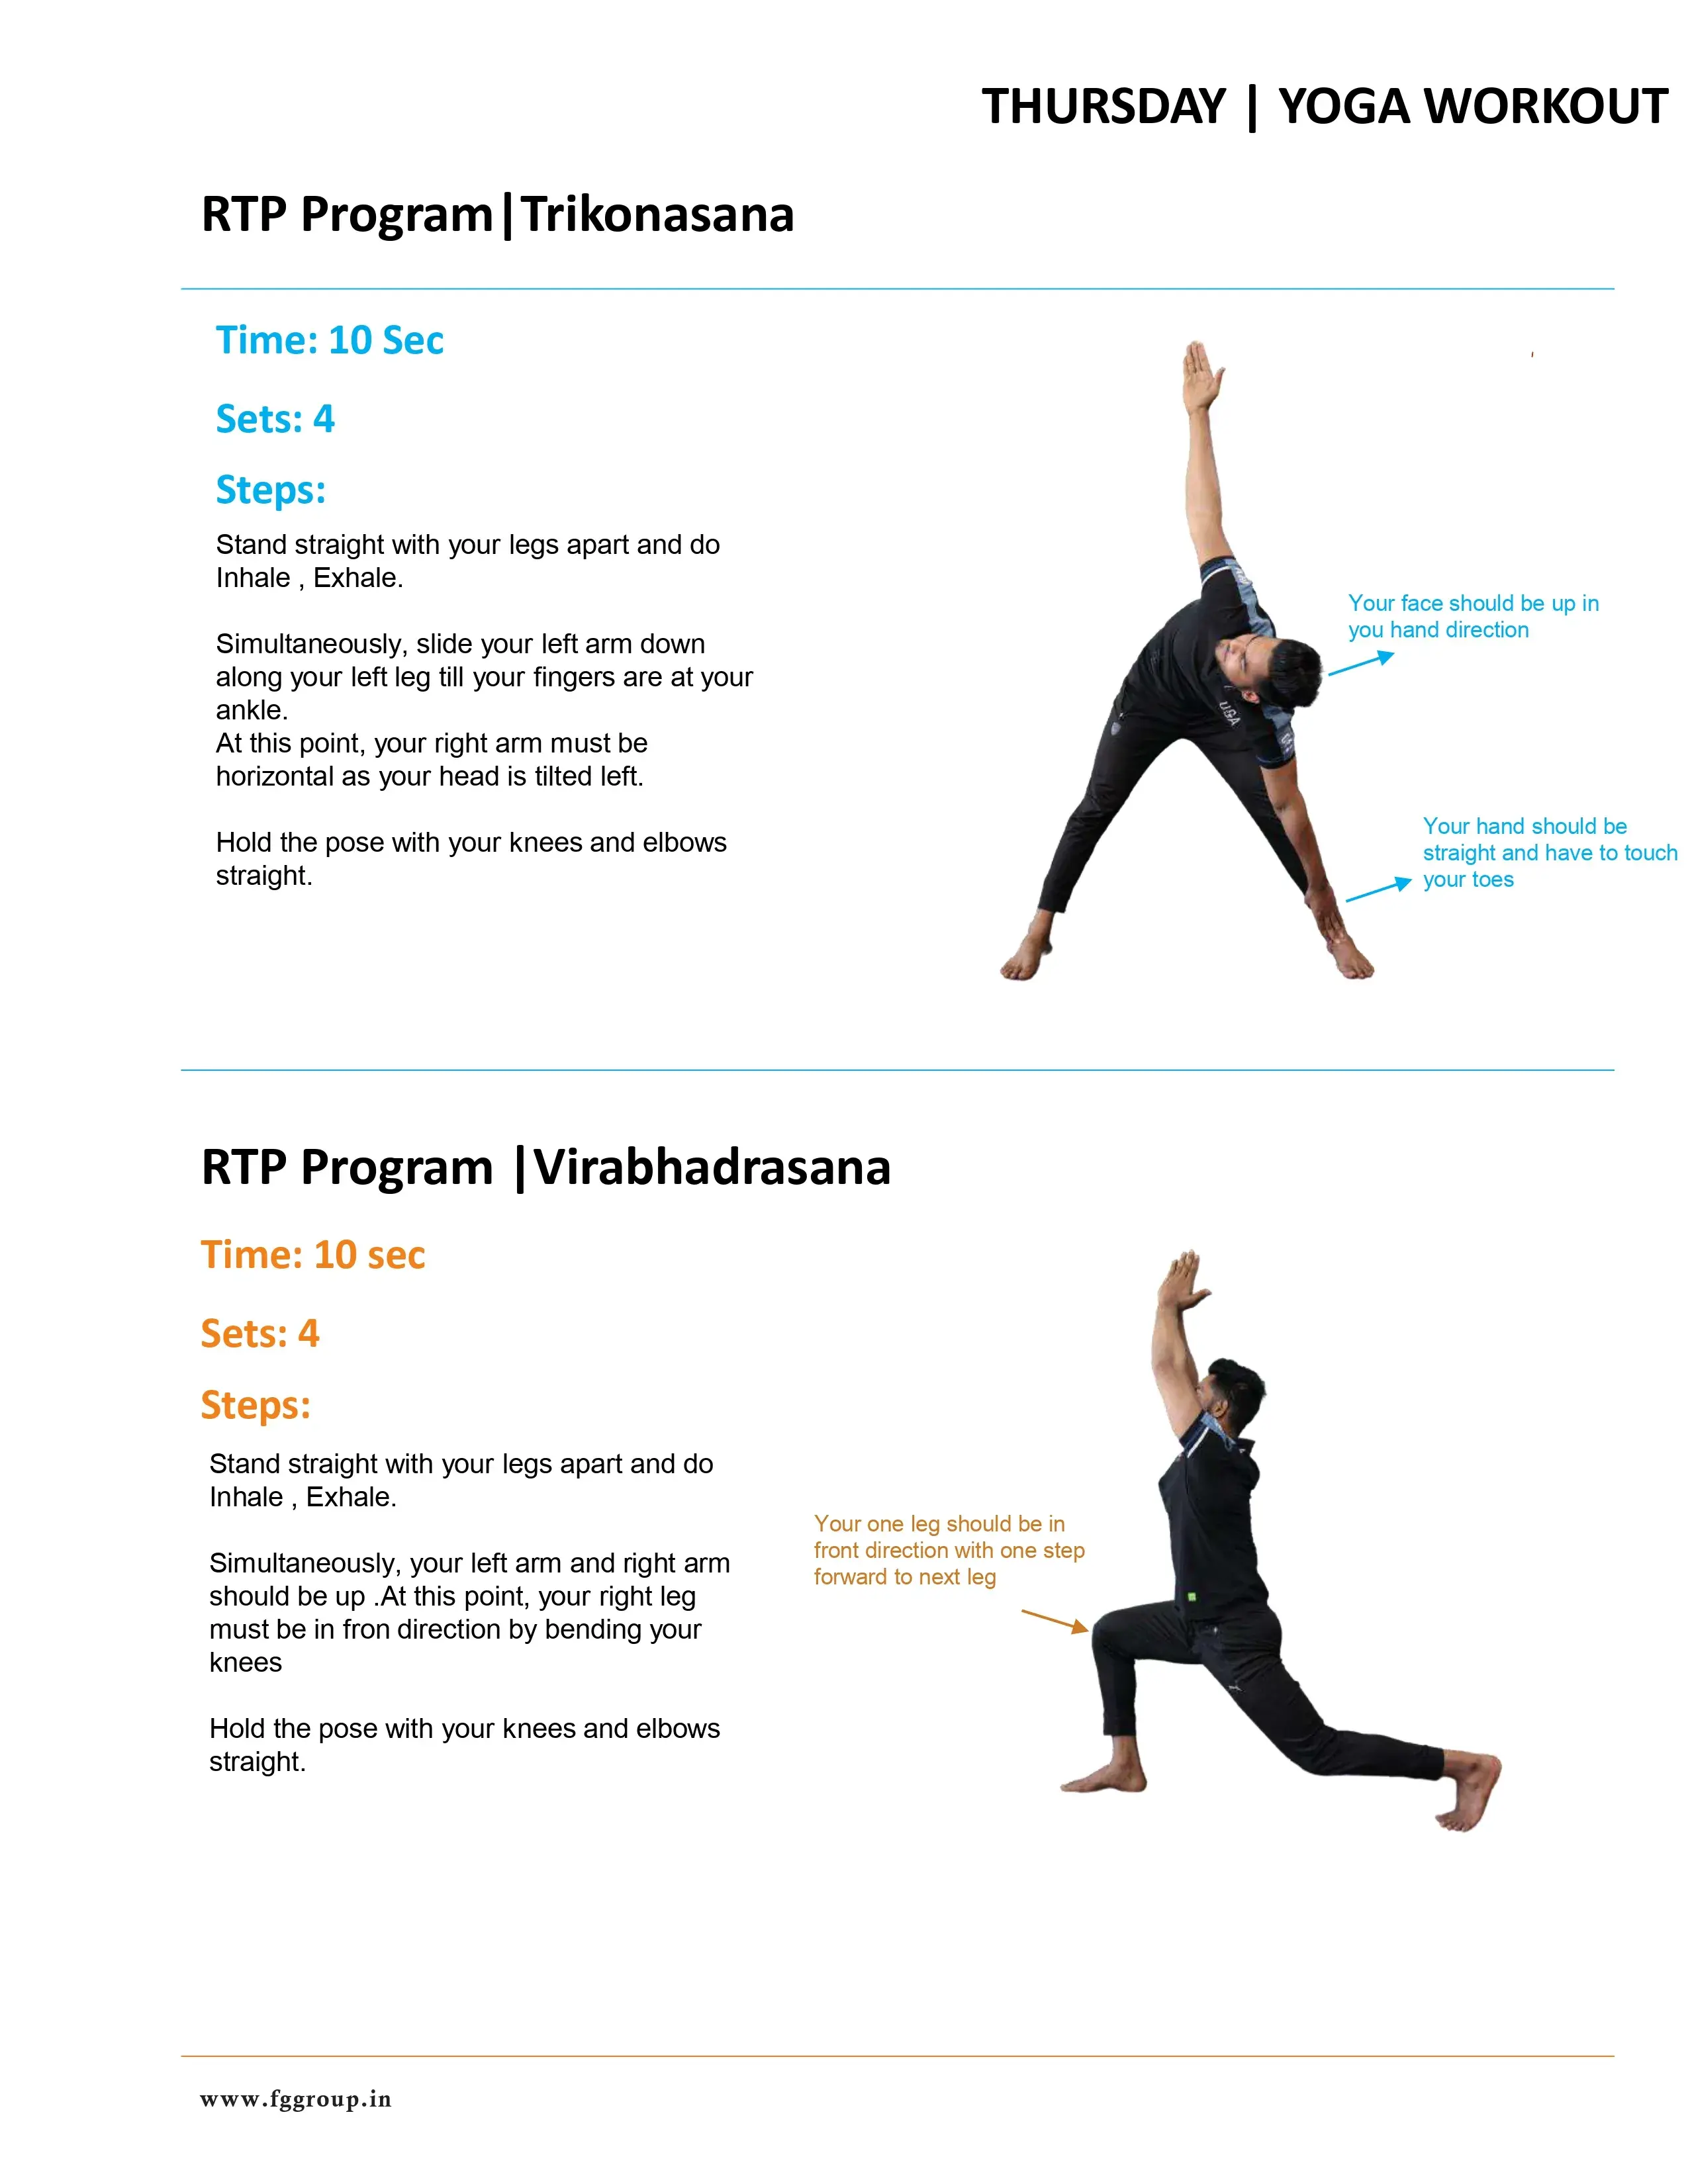 THURSDAY | YOGA WORKOUT
RTP Program|Trikonasana
Time: 10 Sec
Sets: 4
Steps:
Stand straight with your legs apart and do
Inhale , Exhale.
Simultaneously, slide your left arm down
along your left leg till your fingers are at your
ankle.
At this point, your right arm must be
horizontal as your head is tilted left.
Hold the pose with your knees and elbows
straight.
Your face should be up in
you hand direction
Your hand should be
straight and have to touch
your toes
UGA
RTP Program |Virabhadrasana
Time: 10 sec
Sets: 4
Steps:
Stand straight with your legs apart and do
Inhale , Exhale.
Simultaneously, your left arm and right arm
should be up .At this point, your right leg
must be in fron direction by bending your
knees
Hold the pose with your knees and elbows
straight.
Your one leg should be in
front direction with one step
forward to next leg
www.fggroup.in